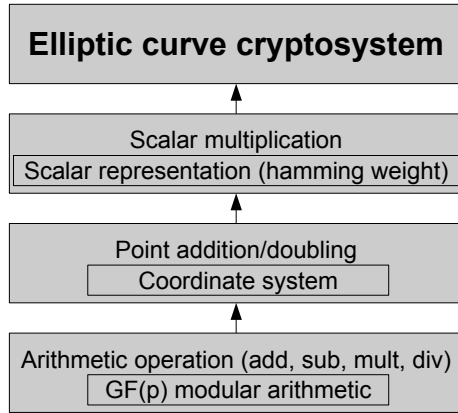 Elliptic curve cryptosystem
Scalar multiplication
Scalar representation (hamming weight)
Point addition/doubling
Coordinate system
Arithmetic operation (add, sub, mult, div)
GF(p) modular arithmetic